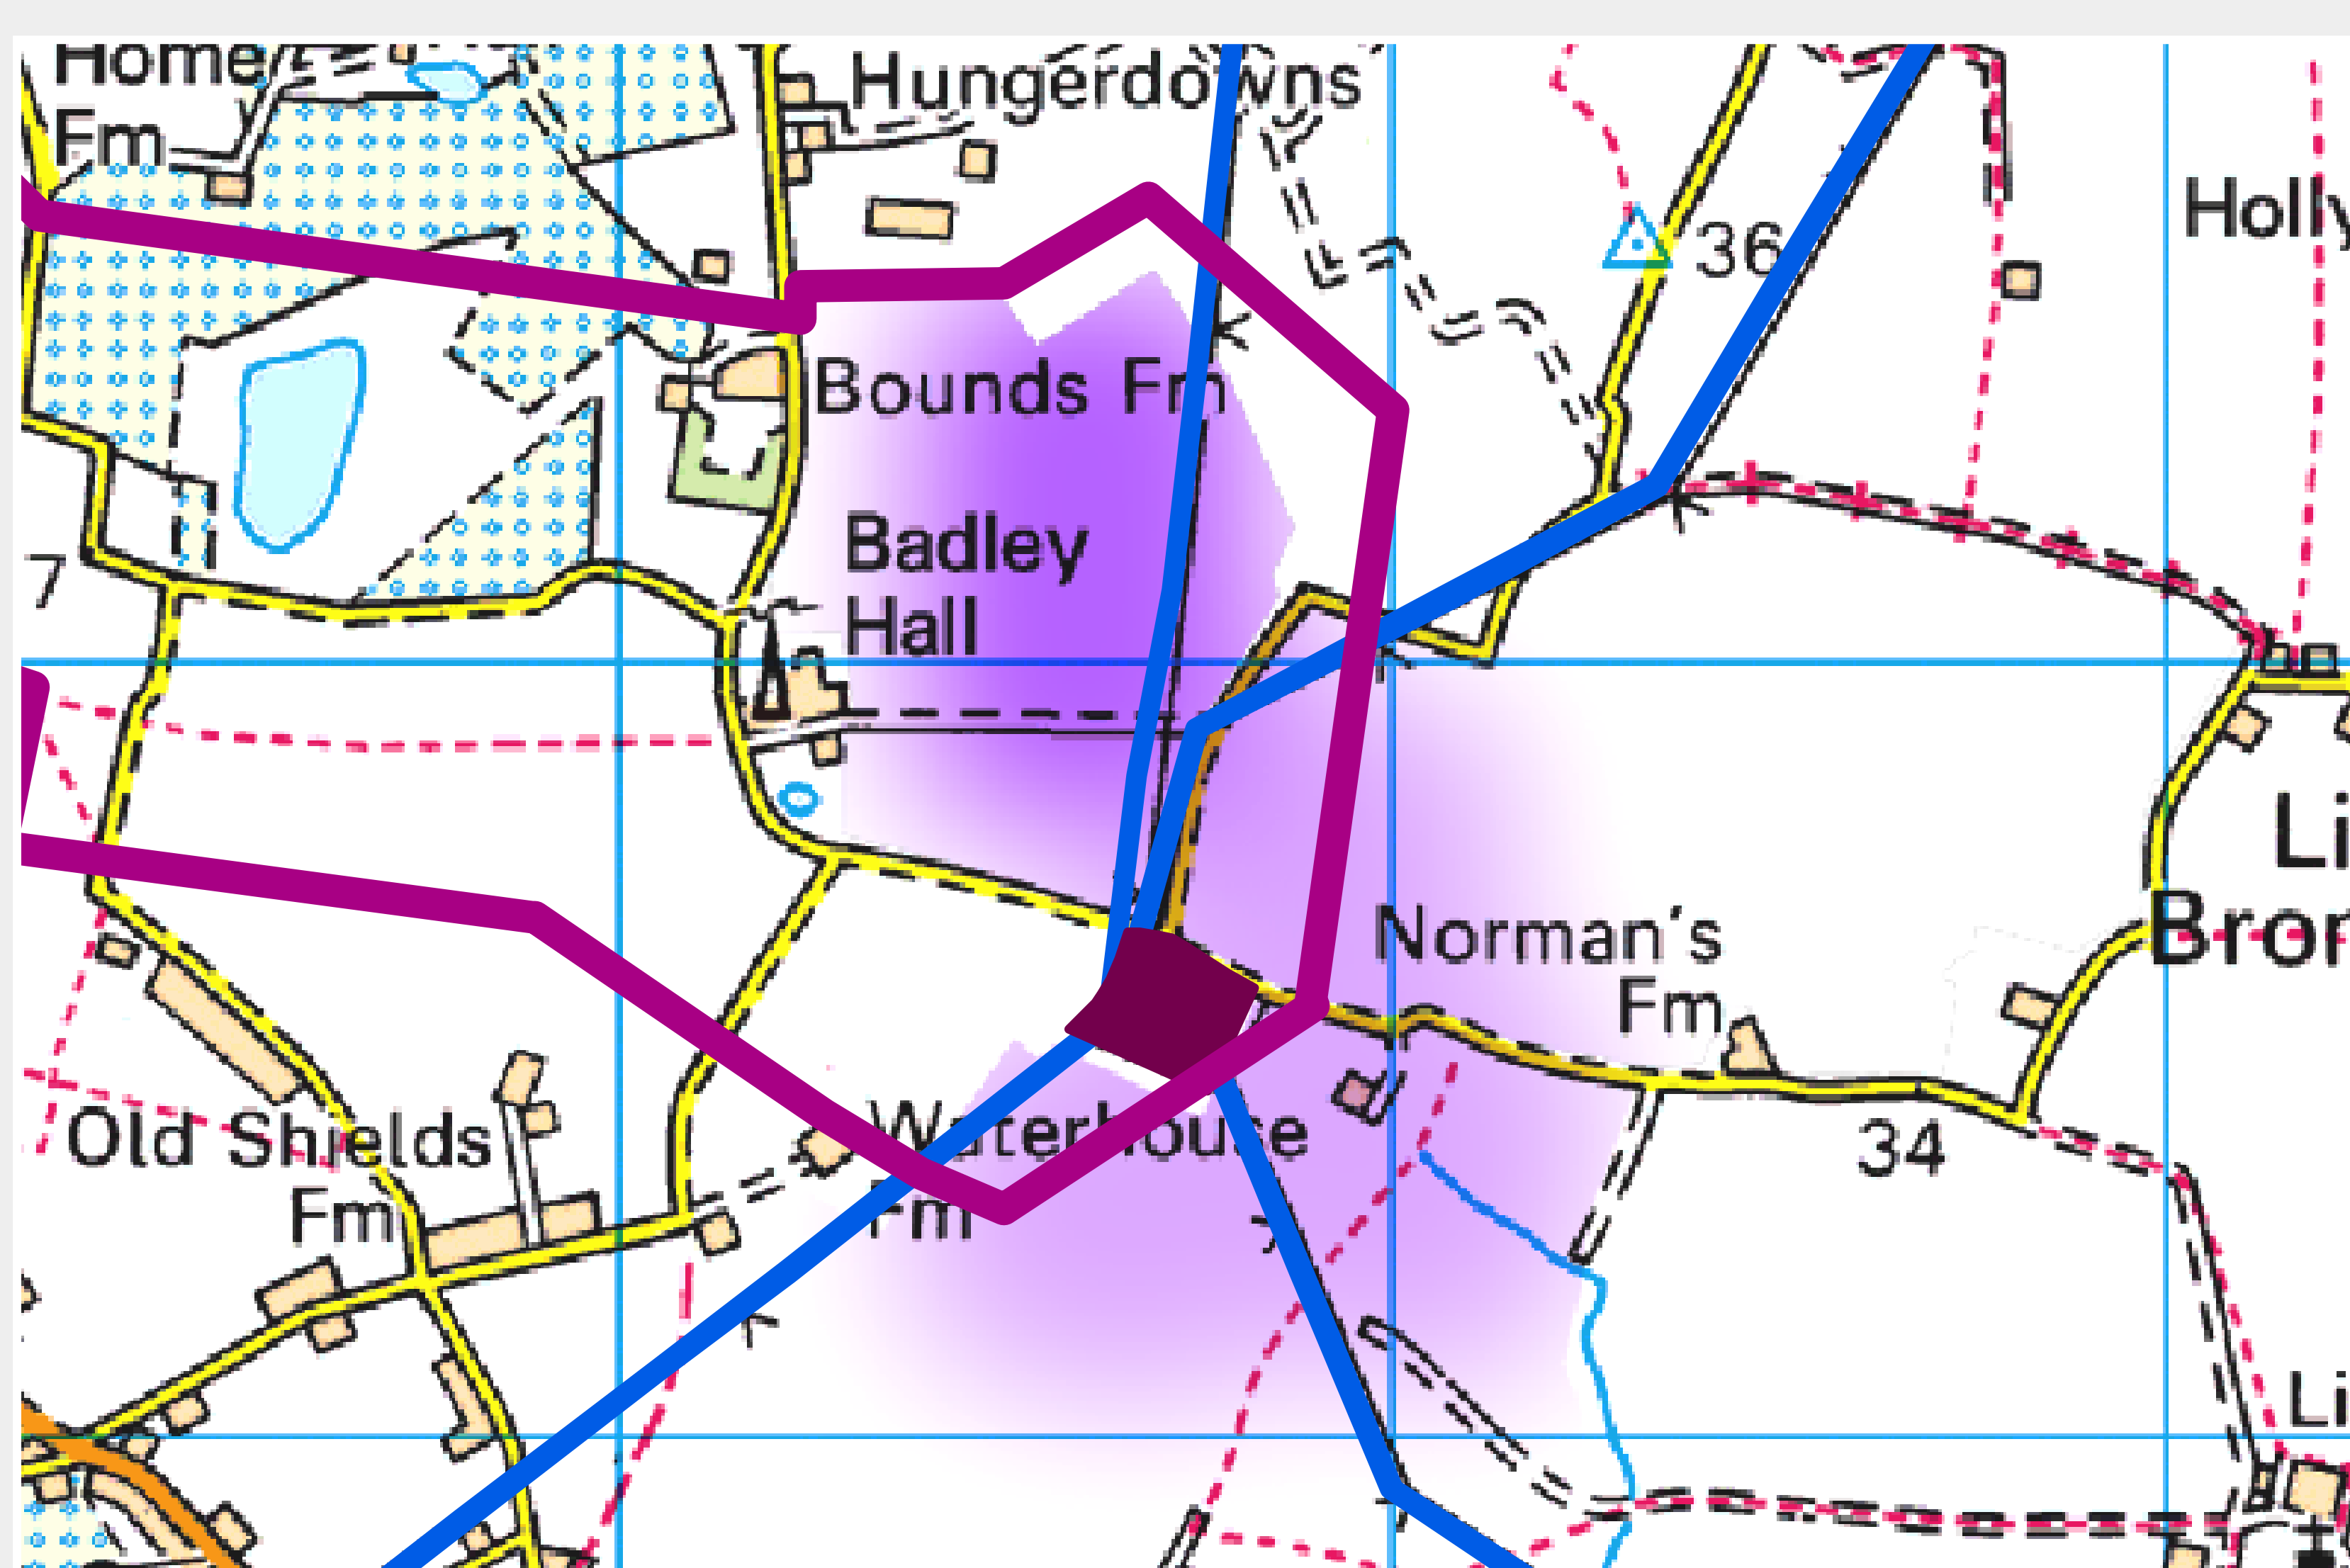 Home
Fm
Hungerdowns
36
Holly
Bounds Fm
Badley
Hall
7
Norman's
Fm
Li
Bror
Old Shields
Fm
Waterhouse
Fm
34
Li